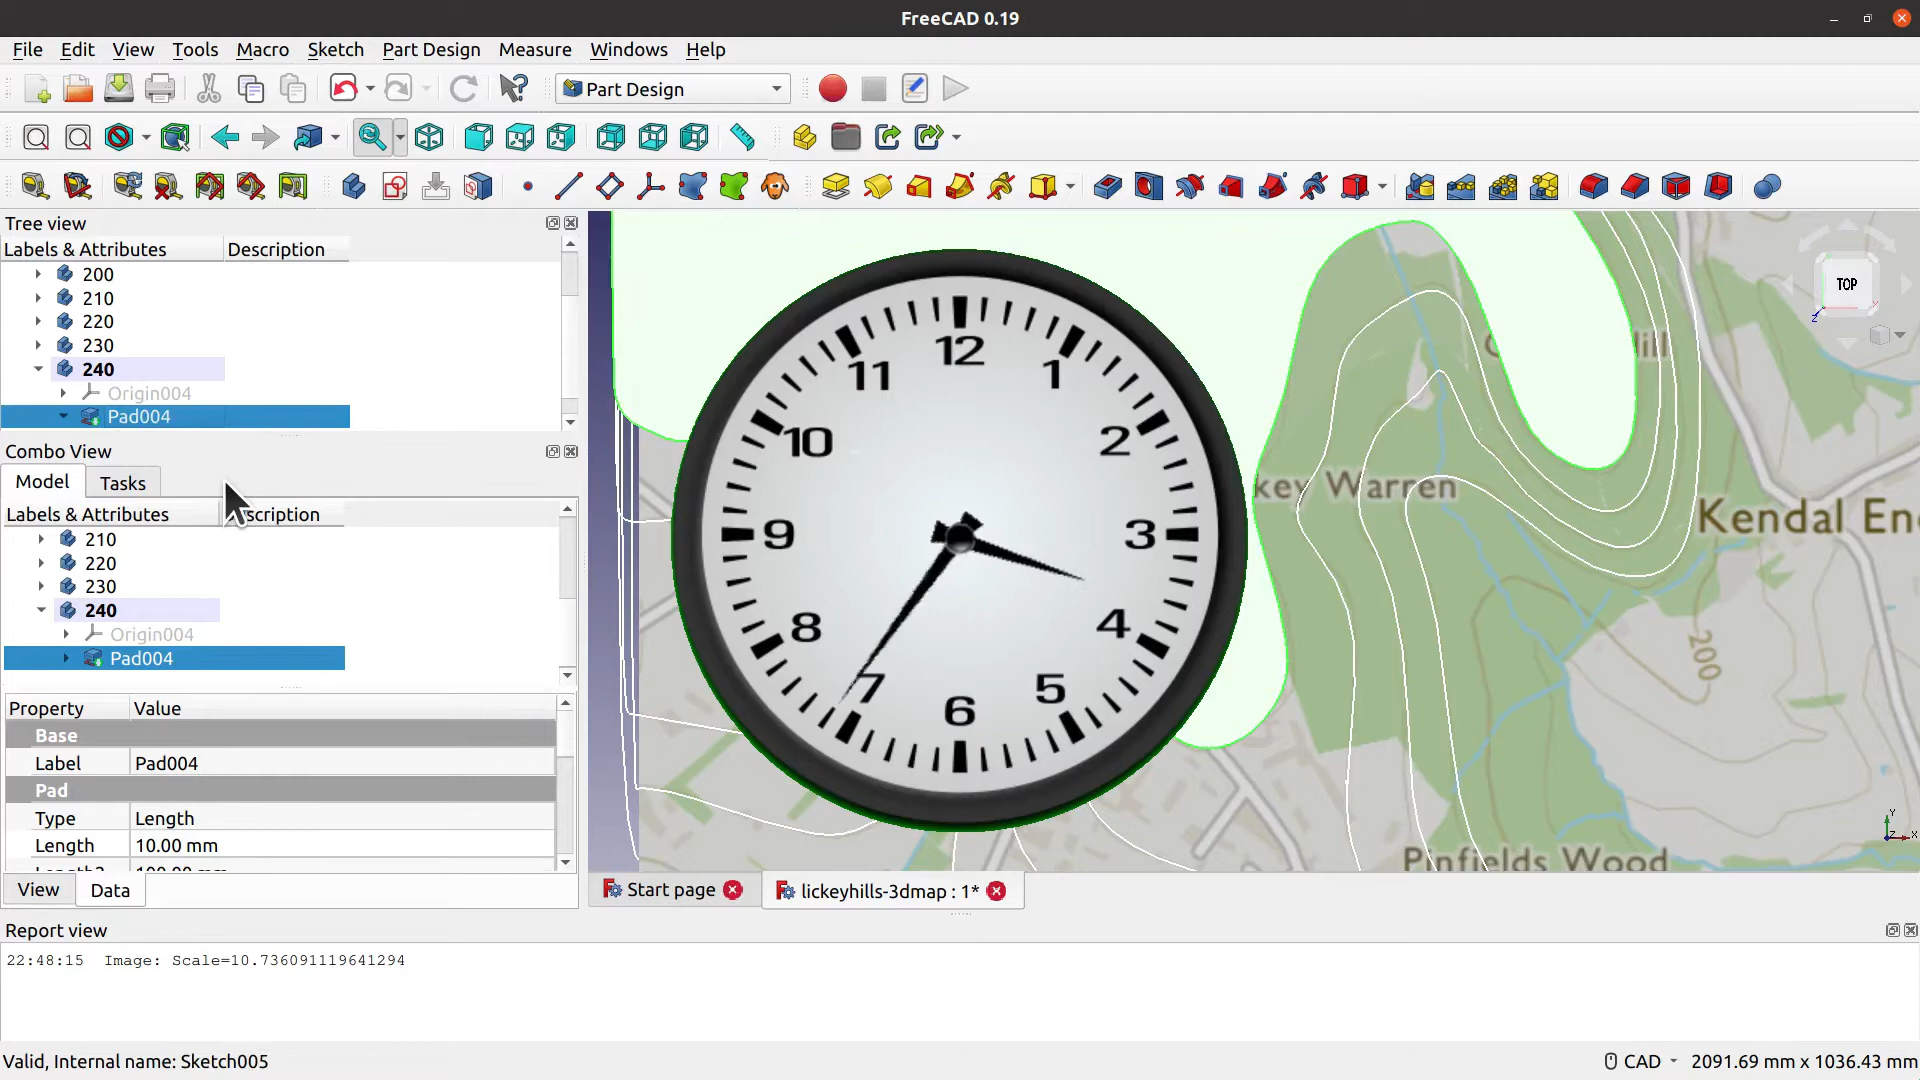 FreeCAD 0.19
File Edit View Tools Macro Sketch Part Design Measure Windows Help
Part Design
Tree view
Labels & Attributes Description
200
210
220
230
240
Origin004
Pad004
Combo View
Model Tasks
Labels & Attributes
210
220
230
240
Origin004
Pad004
Property Value
Base
Label Pad004
Pad
Type Length
Length 10.00 mm
View Data
12
1
2
3
4
5
6
7
8
9
10
11
TOP
Warren
Kendal
200
Pinfields Wood
Start page
lickeyhills-3dmap : 1*
Report view
22:48:15 Image: Scale=10.736091119641294
Valid, Internal name: Sketch005
CAD 2091.69 mm x 1036.43 mm